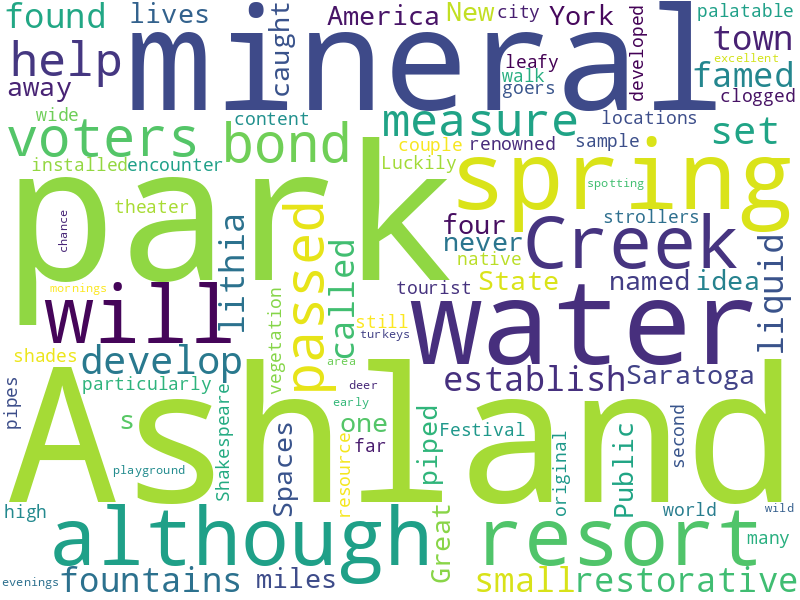 found lives mineral caught America New city York developed palatable
help leafy walk goers town excellent
away famed clogged
wide voters content bond measure couple renowned sample locations set
installed encounter Luckily spring spotting
park theater chance lithia passed called four never native Creek strollers State
mornings will tourist named idea liquid
shades develop vegetation still turkeys water
pipes particularly area establish Saratoga
Ashland s Shakespeare Spaces resource early deer one far piped Festival original Public second
playground
high although Great resort world many wild
evenings fountains miles small restorative